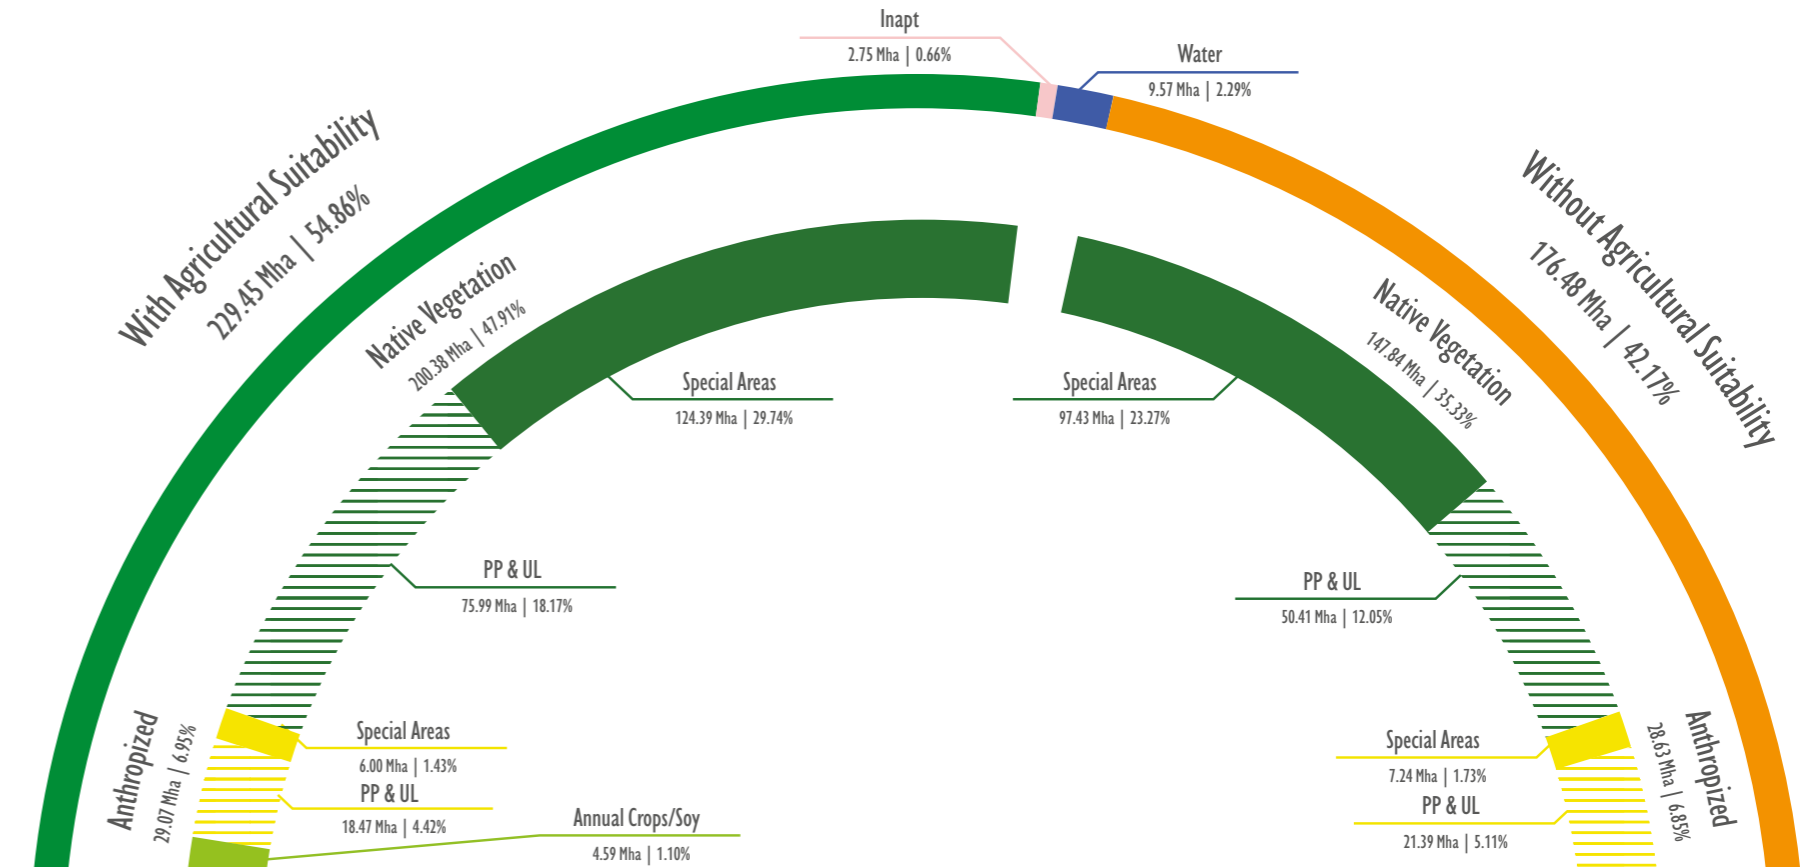 Inapt
2.75 Mha | 0.66%
Water
9.57 Mha | 2.29%
With Agricultural Suitability
229.45 Mha | 54.86%
Without Agricultural Suitability
176.48 Mha | 42.17%
Native Vegetation
200.38 Mha | 47.91%
Native Vegetation
147.84 Mha | 35.33%
Special Areas
124.39 Mha | 29.74%
Special Areas
97.43 Mha | 23.27%
PP & UL
75.99 Mha | 18.17%
PP & UL
50.41 Mha | 12.05%
Anthropized
29.07 Mha | 6.95%
Special Areas
6.00 Mha | 1.43%
PP & UL
18.47 Mha | 4.42%
Annual Crops/Soy
4.59 Mha | 1.10%
Special Areas
7.24 Mha | 1.73%
PP & UL
21.39 Mha | 5.11%
Anthropized
28.63 Mha | 6.85%